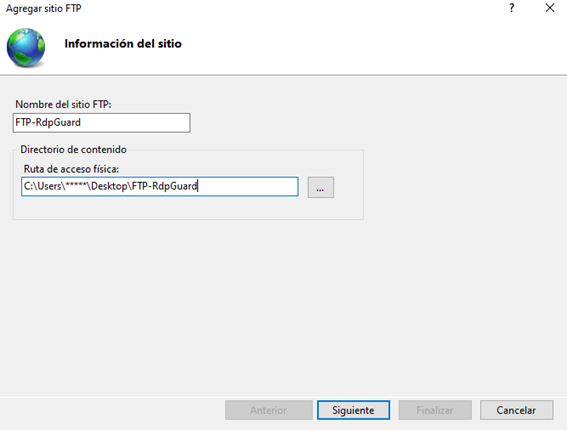 Agregar sitio FTP
?
Información del sitio
Nombre del sitio FTP:
FTP-RdpGuard
Directorio de contenido
Ruta de acceso física:
C:\Users\*****\Desktop\FTP-RdpGuard
...
Anterior
Siguiente
Finalizar
Cancelar